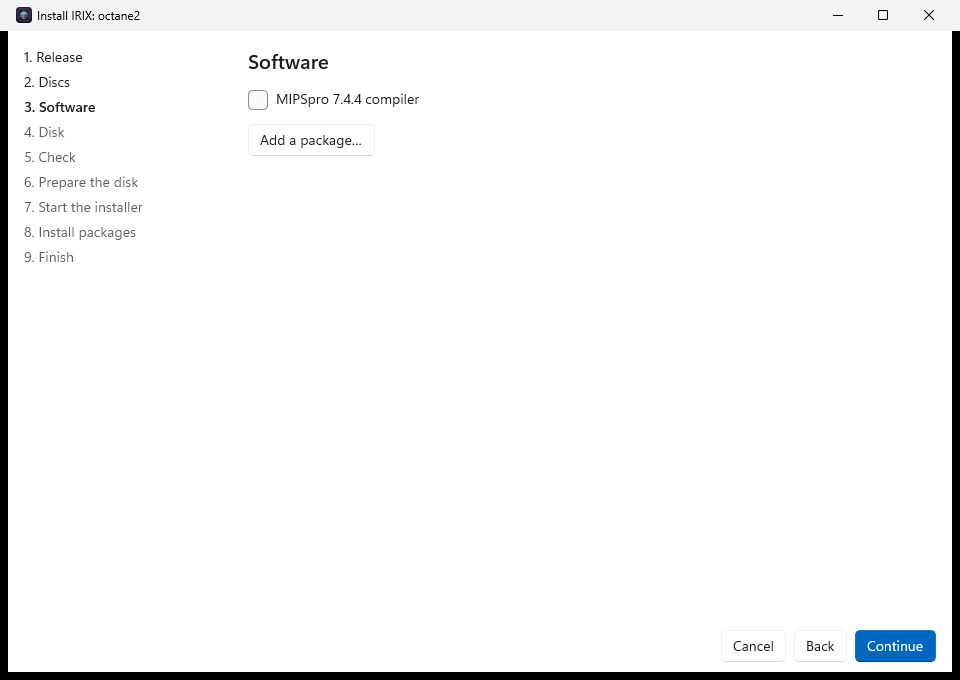 Install IRIX: octane2
1. Release
2. Discs
3. Software
4. Disk
5. Check
6. Prepare the disk
7. Start the installer
8. Install packages
9. Finish
Software
MIPSpro 7.4.4 compiler
Add a package...
Cancel
Back
Continue